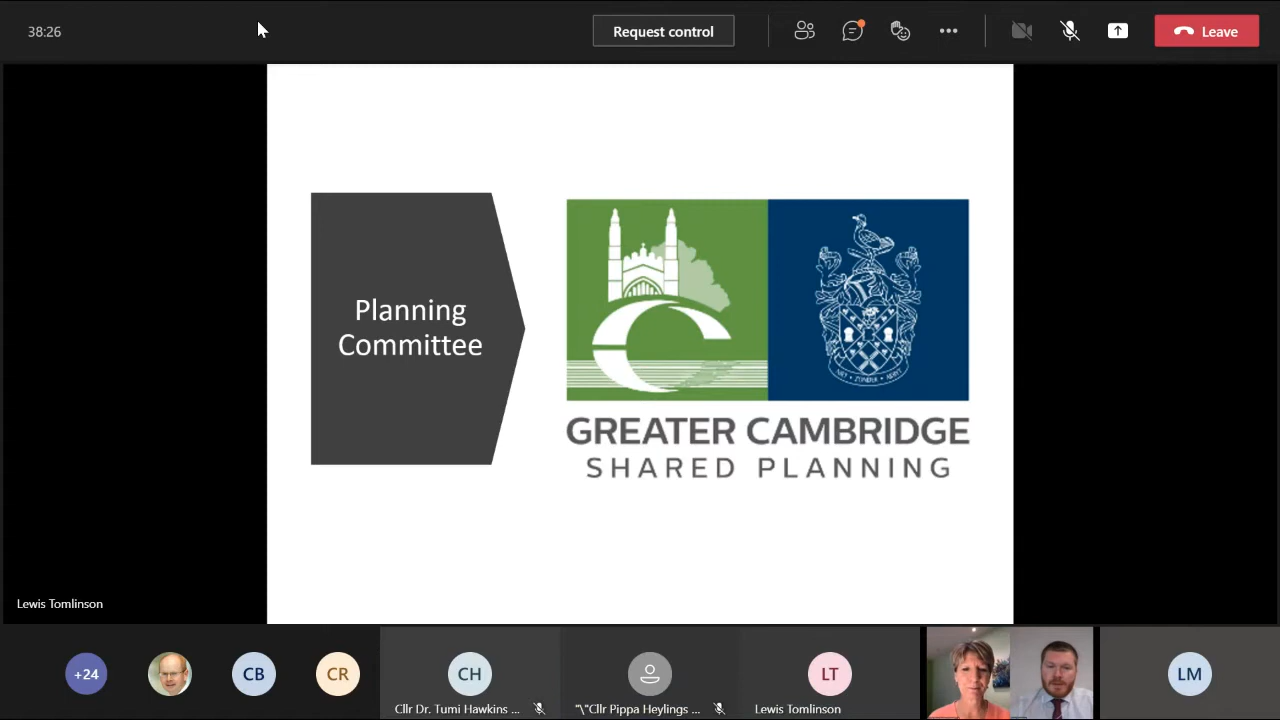 38:26
Request control
Leave
Planning
Committee
GREATER CAMBRIDGE
SHARED PLANNING
Lewis Tomlinson
+24
CB
CR
CH
LT
LM
Cllr Dr. Tumi Hawkins ...
"\"Cllr Pippa Heylings ...
Lewis Tomlinson